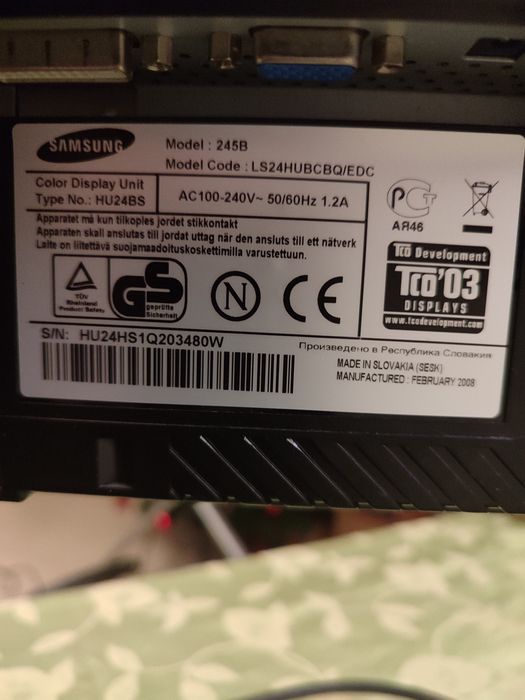 SAMSUNG
Model : 245B
Model Code : LS24HUBCBQ/EDC
Color Display Unit
Type No.: HU24BS
AC100-240V~ 50/60Hz 1.2A
Apparatet må kun tilkoples jordet stikkontakt
Apparaten skall anslutas till jordat uttag när den ansluts till ett nätverk
Laite on liitettävä suojamaadoituskoskettimilla varustettuun.
TÜV
Rheinland
Product Safety
GS
geprüfte
Sicherheit
N
CE
РСТ
АЯ46
TCO Development
TCO'03
DISPLAYS
www.tcodevelopment.com
S/N: HU24HS1Q203480W
Произведено в Республика Словакия
MADE IN SLOVAKIA (SESK)
MANUFACTURED : FEBRUARY 2008